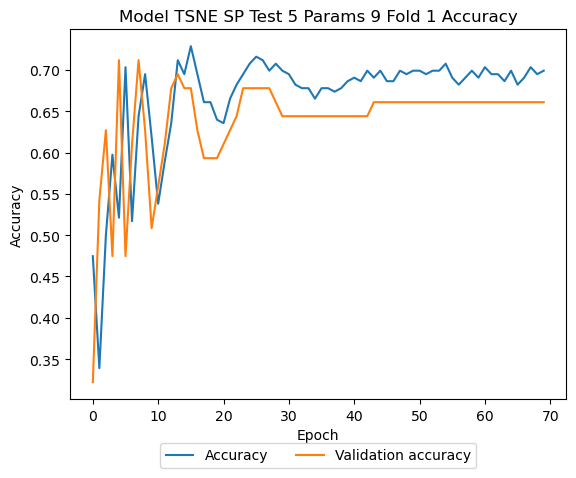 Model TSNE SP Test 5 Params 9 Fold 1 Accuracy
0.70
0.65
0.60
0.55
0.50
0.45
0.40
0.35
Accuracy
0 10 20 30 40 50 60 70
Epoch
Accuracy Validation accuracy